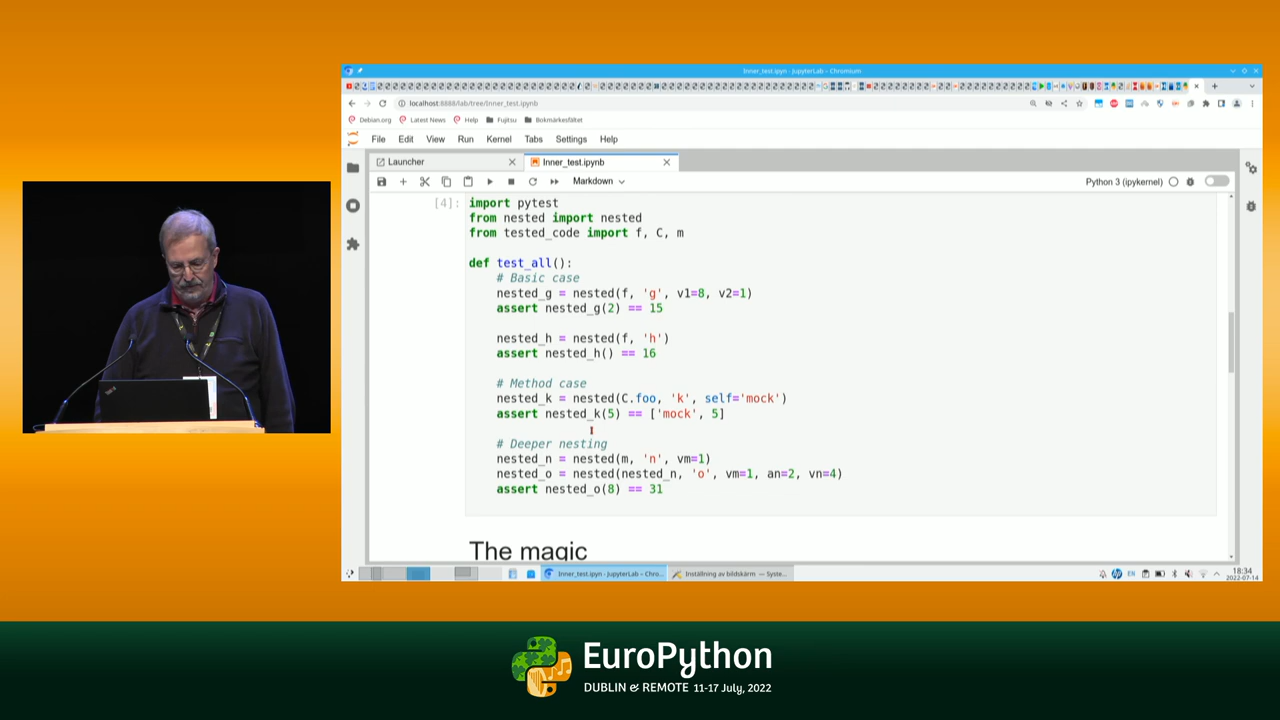 Inner_test.ipyn - JupyterLab - Chromium
localhost:8888/lab/tree/Inner_test.ipynb
Debian.org Latest News Help Fujitsu Bokmärkesfältet
File Edit View Run Kernel Tabs Settings Help
Launcher Inner_test.ipynb
Markdown Python 3 (ipykernel)
[4]: import pytest
from nested import nested
from tested_code import f, C, m
def test_all():
# Basic case
nested_g = nested(f, 'g', v1=8, v2=1)
assert nested_g(2) == 15
nested_h = nested(f, 'h')
assert nested_h() == 16
# Method case
nested_k = nested(C.foo, 'k', self='mock')
assert nested_k(5) == ['mock', 5]
# Deeper nesting
nested_n = nested(m, 'n', vm=1)
nested_o = nested(nested_n, 'o', vm=1, an=2, vn=4)
assert nested_o(8) == 31
The magic
Inner_test.ipyn - JupyterLab – Chro... Inställning av bildskärm — Syste...
EN
18:34
2022-07-14
EuroPython
DUBLIN & REMOTE 11-17 July, 2022